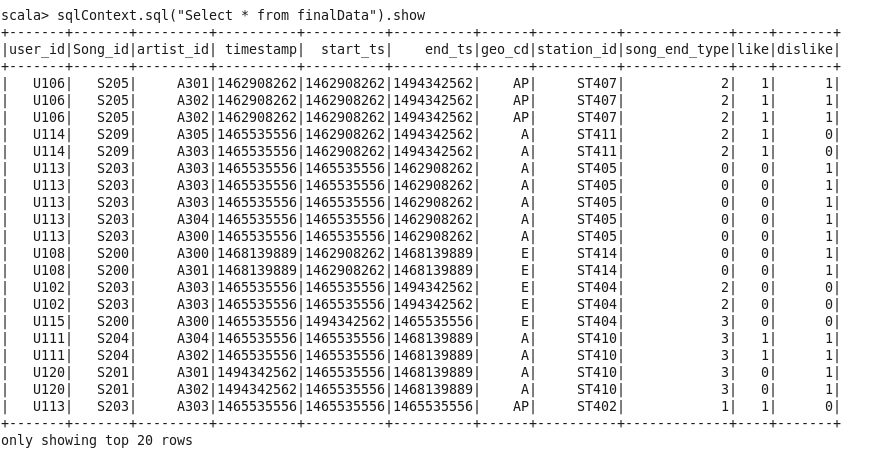 scala> sqlContext.sql("Select * from finalData").show
+-------+-------+---------+----------+----------+----------+------+----------+-------------+----+-------+
|user_id|Song_id|artist_id| timestamp|  start_ts|    end_ts|geo_cd|station_id|song_end_type|like|dislike|
+-------+-------+---------+----------+----------+----------+------+----------+-------------+----+-------+
|   U106|   S205|     A301|1462908262|1462908262|1494342562|    AP|     ST407|            2|   1|      1|
|   U106|   S205|     A302|1462908262|1462908262|1494342562|    AP|     ST407|            2|   1|      1|
|   U106|   S205|     A302|1462908262|1462908262|1494342562|    AP|     ST407|            2|   1|      1|
|   U114|   S209|     A305|1465535556|1462908262|1494342562|     A|     ST411|            2|   1|      0|
|   U114|   S209|     A303|1465535556|1462908262|1494342562|     A|     ST411|            2|   1|      0|
|   U113|   S203|     A303|1465535556|1465535556|1462908262|     A|     ST405|            0|   0|      1|
|   U113|   S203|     A303|1465535556|1465535556|1462908262|     A|     ST405|            0|   0|      1|
|   U113|   S203|     A303|1465535556|1465535556|1462908262|     A|     ST405|            0|   0|      1|
|   U113|   S203|     A304|1465535556|1465535556|1462908262|     A|     ST405|            0|   0|      1|
|   U113|   S203|     A300|1465535556|1465535556|1462908262|     A|     ST405|            0|   0|      1|
|   U108|   S200|     A300|1468139889|1462908262|1468139889|     E|     ST414|            0|   0|      1|
|   U108|   S200|     A301|1468139889|1462908262|1468139889|     E|     ST414|            0|   0|      1|
|   U102|   S203|     A303|1465535556|1465535556|1494342562|     E|     ST404|            2|   0|      0|
|   U102|   S203|     A303|1465535556|1465535556|1494342562|     E|     ST404|            2|   0|      0|
|   U115|   S200|     A300|1465535556|1494342562|1465535556|     E|     ST404|            3|   0|      0|
|   U111|   S204|     A304|1465535556|1465535556|1468139889|     A|     ST410|            3|   1|      1|
|   U111|   S204|     A302|1465535556|1465535556|1468139889|     A|     ST410|            3|   1|      1|
|   U120|   S201|     A301|1494342562|1465535556|1468139889|     A|     ST410|            3|   0|      1|
|   U120|   S201|     A302|1494342562|1465535556|1468139889|     A|     ST410|            3|   0|      1|
|   U113|   S203|     A303|1465535556|1465535556|1465535556|    AP|     ST402|            1|   1|      0|
+-------+-------+---------+----------+----------+----------+------+----------+-------------+----+-------+
only showing top 20 rows